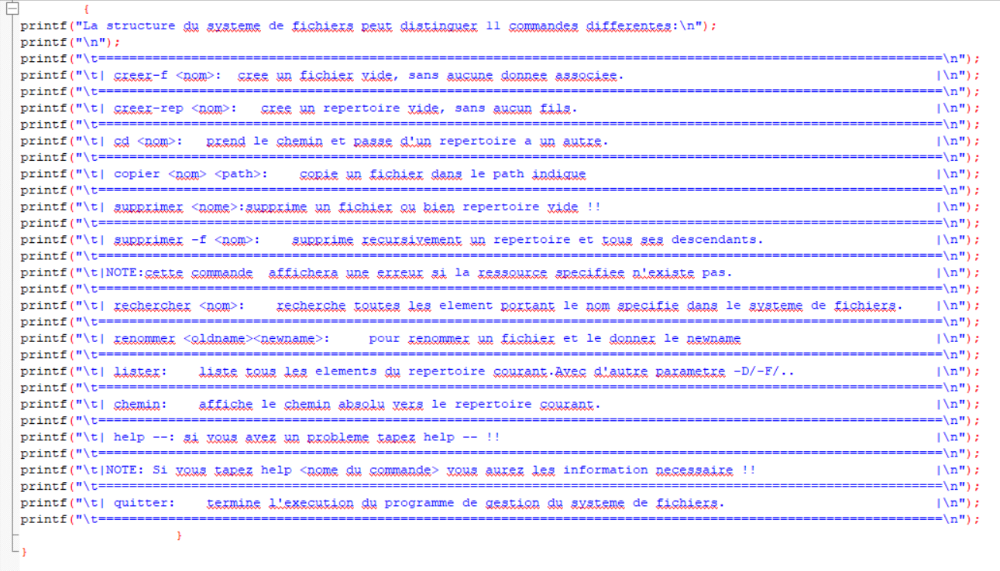 {
printf("La structure du systeme de fichiers peut distinguer 11 commandes differentes:\n");
printf("\n");
printf("\t=============================================================================================================\n");
printf("\t| creer-f <nom>:  cree un fichier vide, sans aucune donnee associee.                                        |\n");
printf("\t=============================================================================================================\n");
printf("\t| creer-rep <nom>:   cree un repertoire vide, sans aucun fils.                                              |\n");
printf("\t=============================================================================================================\n");
printf("\t| cd <nom>:   prend le chemin et passe d'un repertoire a un autre.                                          |\n");
printf("\t=============================================================================================================\n");
printf("\t| copier <nom> <path>:    copie un fichier dans le path indique                                             |\n");
printf("\t=============================================================================================================\n");
printf("\t| supprimer <nome>:supprime un fichier ou bien repertoire vide !!                                           |\n");
printf("\t=============================================================================================================\n");
printf("\t| supprimer -f <nom>:    supprime recursivement un repertoire et tous ses descendants.                      |\n");
printf("\t=============================================================================================================\n");
printf("\t|NOTE:cette commande  affichera une erreur si la ressource specifiee n'existe pas.                          |\n");
printf("\t=============================================================================================================\n");
printf("\t| rechercher <nom>:    recherche toutes les element portant le nom specifie dans le systeme de fichiers.    |\n");
printf("\t=============================================================================================================\n");
printf("\t| renommer <oldname><newname>:     pour renommer un fichier et le donner le newname                         |\n");
printf("\t=============================================================================================================\n");
printf("\t| lister:    liste tous les elements du repertoire courant.Avec d'autre parametre -D/-F/..                  |\n");
printf("\t=============================================================================================================\n");
printf("\t| chemin:    affiche le chemin absolu vers le repertoire courant.                                           |\n");
printf("\t=============================================================================================================\n");
printf("\t| help --: si vous avez un probleme tapez help -- !!                                                        |\n");
printf("\t=============================================================================================================\n");
printf("\t|NOTE: Si vous tapez help <nome du commande> vous aurez les information necessaire !!                       |\n");
printf("\t=============================================================================================================\n");
printf("\t| quitter:    termine l'execution du programme de gestion du systeme de fichiers.                           |\n");
printf("\t=============================================================================================================\n");
}
}